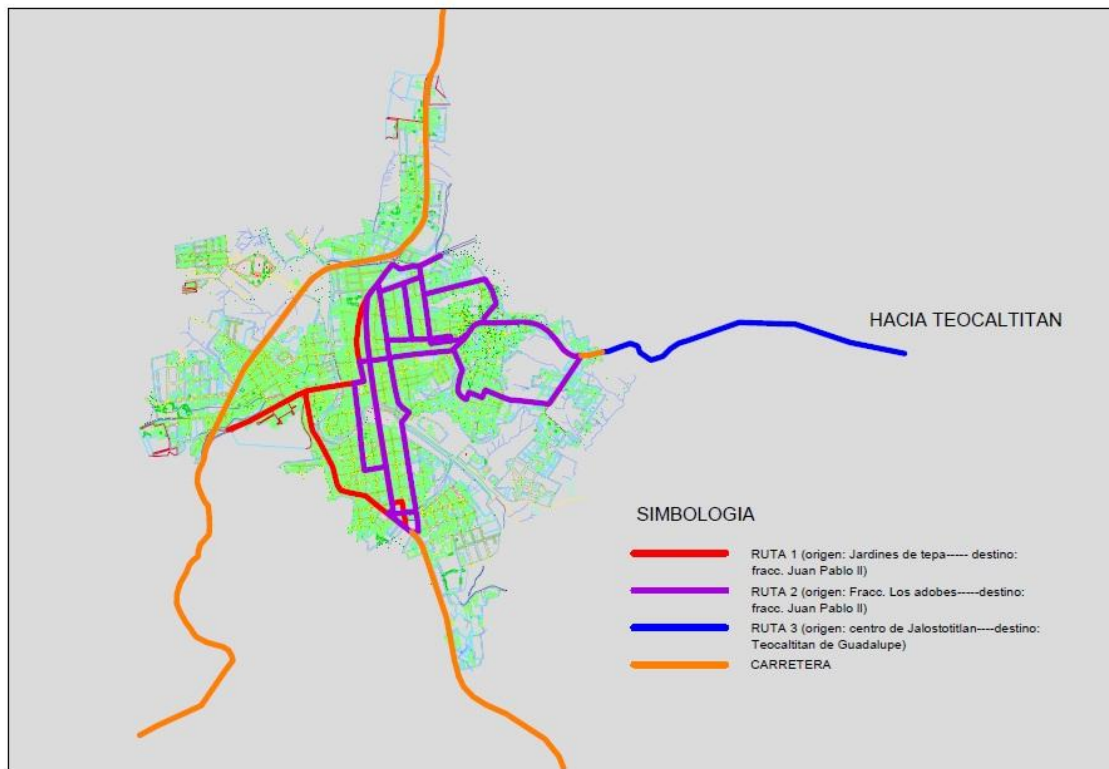 HACIA TEOCALTITAN
SIMBOLOGIA
RUTA 1 (origen: Jardines de tepa----- destino:
fracc. Juan Pablo II)
RUTA 2 (origen: Fracc. Los adobes-----destino:
fracc. Juan Pablo II)
RUTA 3 (origen: centro de Jalostotitlan----destino:
Teocaltitan de Guadalupe)
CARRETERA